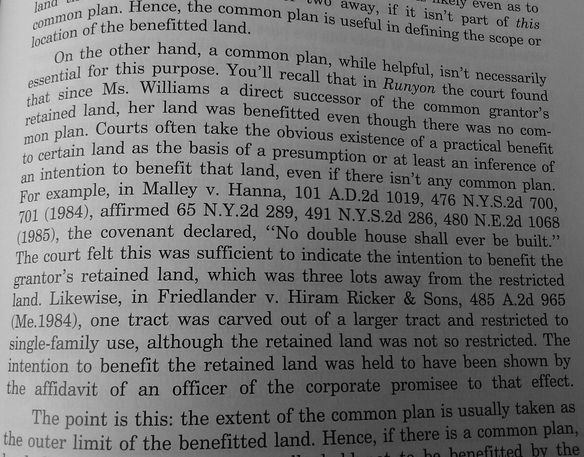 land
two away, if it isn't part of this
likely even as to
common plan. Hence, the common plan is useful in defining the scope or
location of the benefitted land.
On the other hand, a common plan, while helpful, isn't necessarily
essential for this purpose. You'll recall that in Runyon the court found
that since Ms. Williams a direct successor of the common grantor's
retained land, her land was benefitted even though there was no com-
mon plan. Courts often take the obvious existence of a practical benefit
to certain land as the basis of a presumption or at least an inference of
an intention to benefit that land, even if there isn't any common plan.
For example, in Malley v. Hanna, 101 A.D.2d 1019, 476 N.Y.S.2d 700,
701 (1984), affirmed 65 N.Y.2d 289, 491 N.Y.S.2d 286, 480 N.E.2d 1068
(1985), the covenant declared, "No double house shall ever be built."
The court felt this was sufficient to indicate the intention to benefit the
grantor's retained land, which was three lots away from the restricted
land. Likewise, in Friedlander v. Hiram Ricker & Sons, 485 A.2d 965
(Me.1984), one tract was carved out of a larger tract and restricted to
single-family use, although the retained land was not so restricted. The
intention to benefit the retained land was held to have been shown by
the affidavit of an officer of the corporate promisee to that effect.
The point is this: the extent of the common plan is usually taken as
the outer limit of the benefitted land. Hence, if there is a common plan,
to be benefitted by the